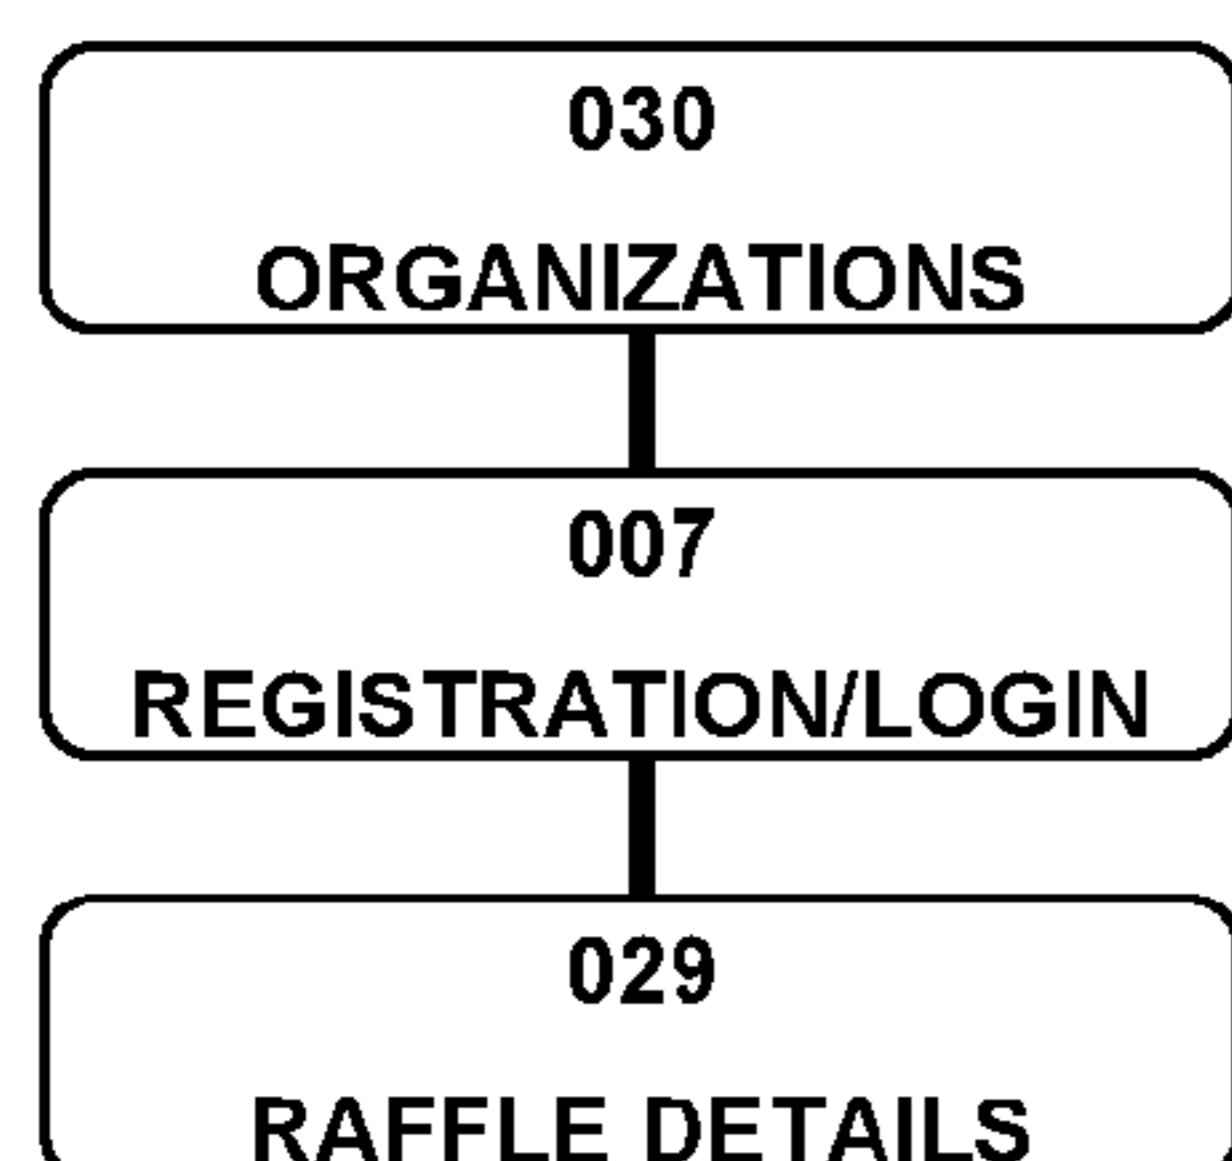 030
ORGANIZATIONS
007
REGISTRATION/LOGIN
029
RAFFLE DETAILS